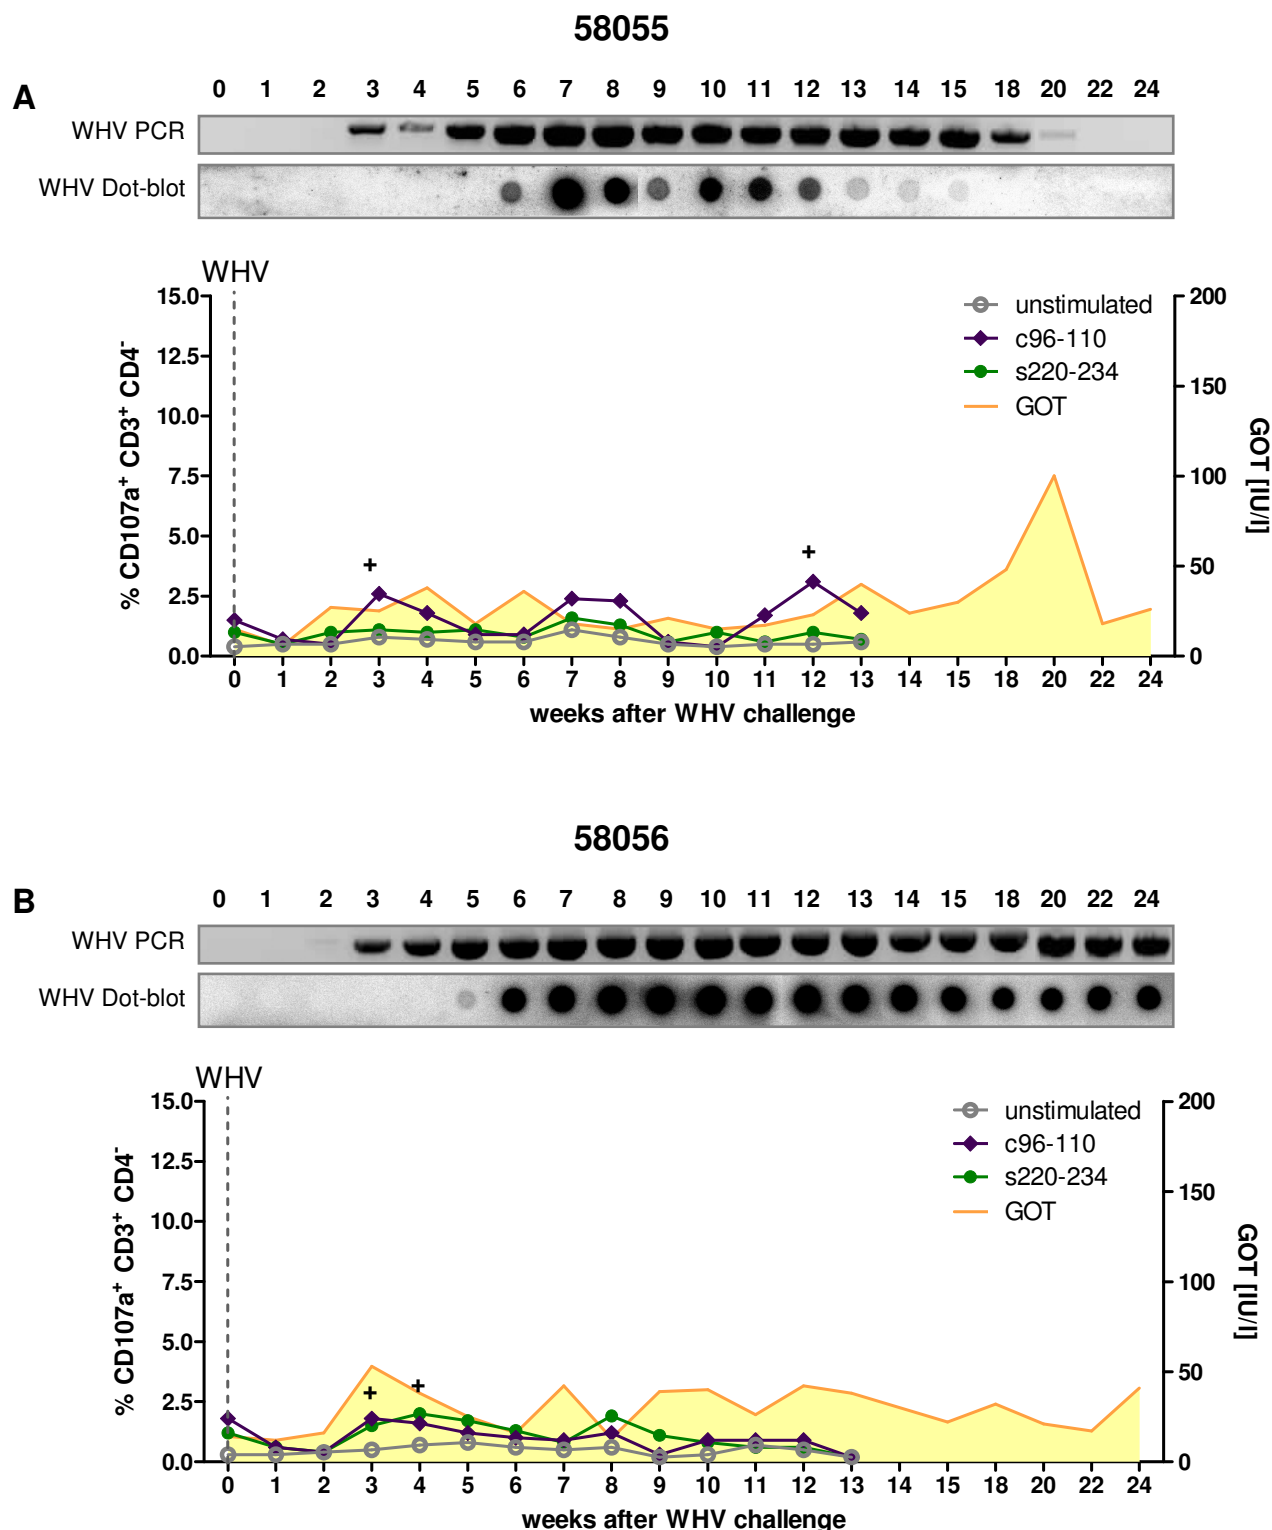 58055
A
0 1 2 3 4 5 6 7 8 9 10 11 12 13 14 15 18 20 22 24
WHV PCR
WHV Dot-blot
WHV
15.0
12.5
10.0
7.5
5.0
2.5
0.0
% CD107a+ CD3+ CD4-
unstimulated
c96-110
s220-234
GOT
200
150
100
50
0
GOT [IU/l]
+
+
0 1 2 3 4 5 6 7 8 9 10 11 12 13 14 15 18 20 22 24
weeks after WHV challenge
58056
B
0 1 2 3 4 5 6 7 8 9 10 11 12 13 14 15 18 20 22 24
WHV PCR
WHV Dot-blot
WHV
15.0
12.5
10.0
7.5
5.0
2.5
0.0
% CD107a+ CD3+ CD4-
unstimulated
c96-110
s220-234
GOT
200
150
100
50
0
GOT [IU/l]
+
+
0 1 2 3 4 5 6 7 8 9 10 11 12 13 14 15 18 20 22 24
weeks after WHV challenge